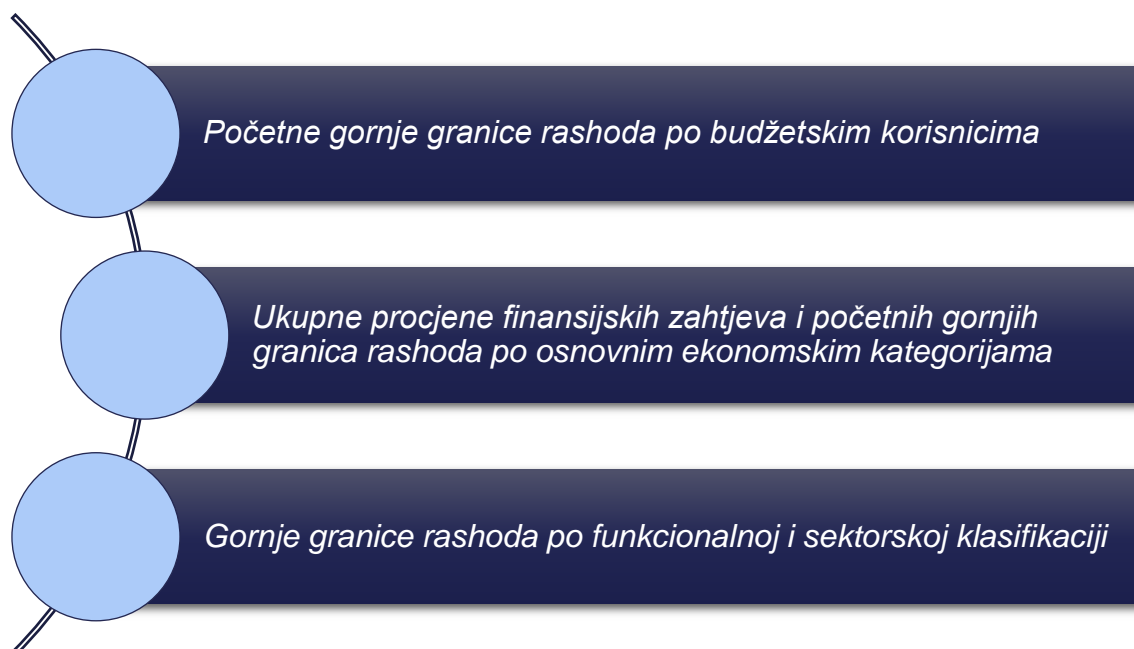 Početne gornje granice rashoda po budžetskim korisnicima
Ukupne procjene finansijskih zahtjeva i početnih gornjih
granica rashoda po osnovnim ekonomskim kategorijama
Gornje granice rashoda po funkcionalnoj i sektorskoj klasifikaciji